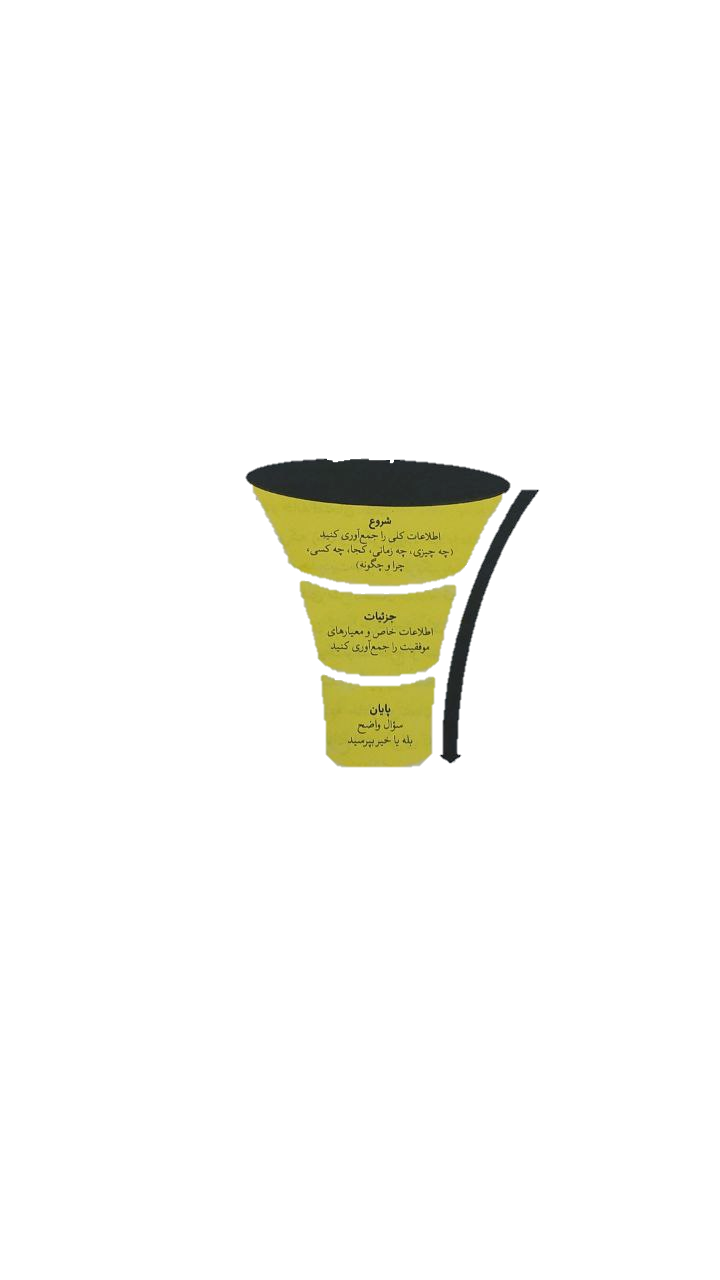 شروع
اطلاعات کلی را جمع‌آوری کنید
(چه چیزی، چه زمانی، کجا، چه کسی،
چرا و چگونه)
جزئیات
اطلاعات خاص و معیارهای
موفقیت را جمع‌آوری کنید
پایان
سؤال واضح
بله یا خیر بپرسید